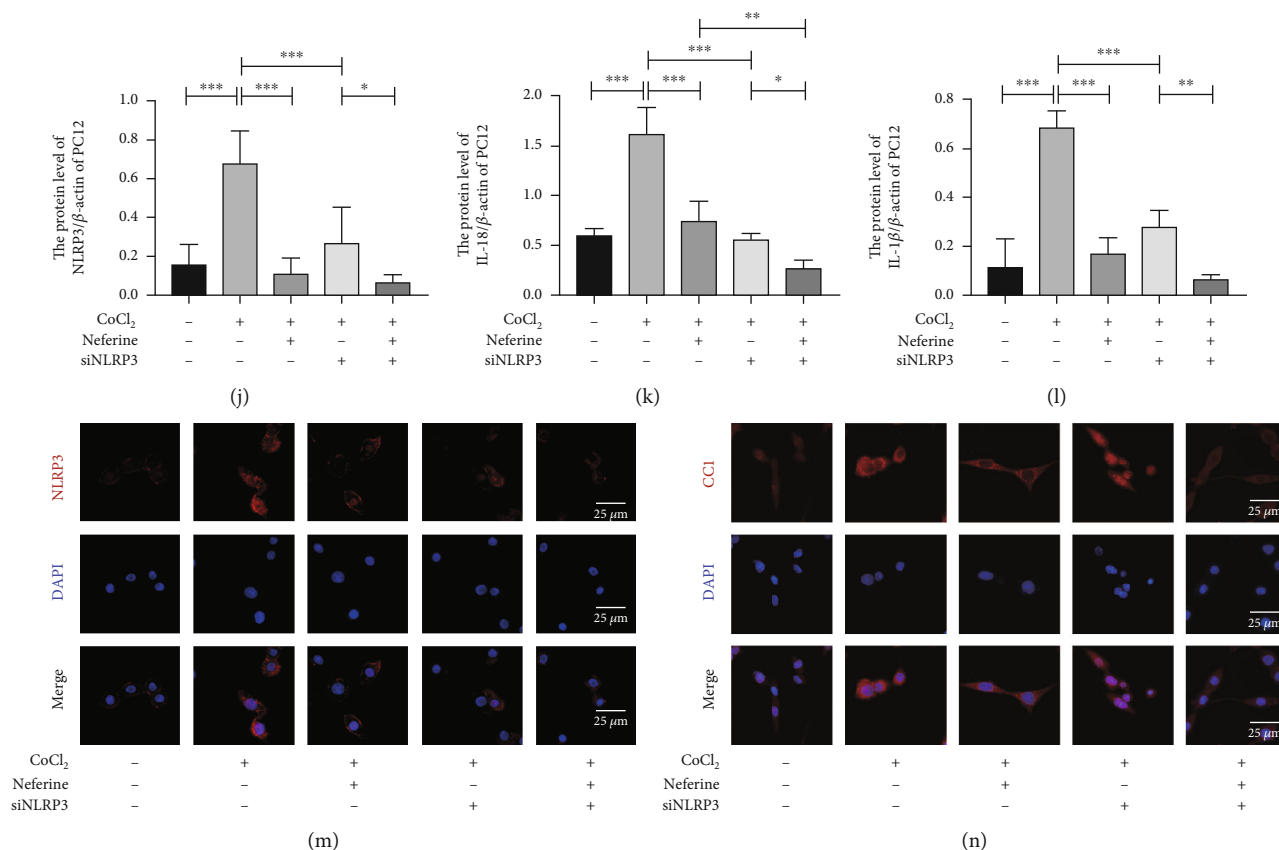 *** *** *** *
The protein level of
NLRP3/β-actin of PC12
1.0
0.8
0.6
0.4
0.2
0.0
CoCl2 – + + + +
Neferine – – + – +
siNLRP3 – – – + +
(j)
** *** *** *** *
The protein level of
IL-18/β-actin of PC12
2.0
1.5
1.0
0.5
0.0
CoCl2 – + + + +
Neferine – – + – +
siNLRP3 – – – + +
(k)
*** *** *** **
The protein level of
IL-1β/β-actin of PC12
0.8
0.6
0.4
0.2
0.0
CoCl2 – + + + +
Neferine – – + – +
siNLRP3 – – – + +
(l)
NLRP3
25 μm
DAPI
25 μm
Merge
25 μm
CoCl2 – + + + +
Neferine – – + – +
siNLRP3 – – – + +
(m)
CC1
25 μm
DAPI
25 μm
Merge
25 μm
CoCl2 – + + + +
Neferine – – + – +
siNLRP3 – – – + +
(n)